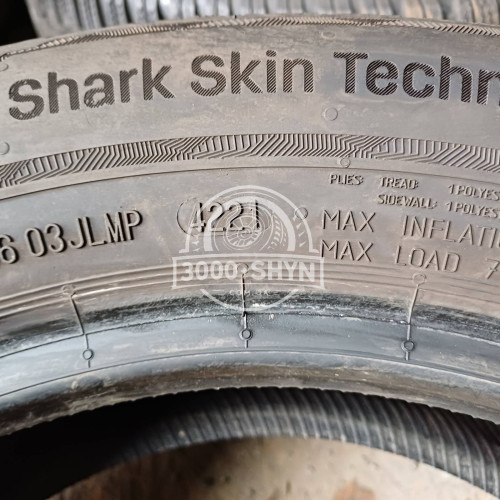 Shark Skin Techn
PLIES: TREAD: 1 POLYES
SIDEWALL: 1 POLYES
6 03JLMP 4221 MAX INFLATI
MAX LOAD 7
3000 SHYN